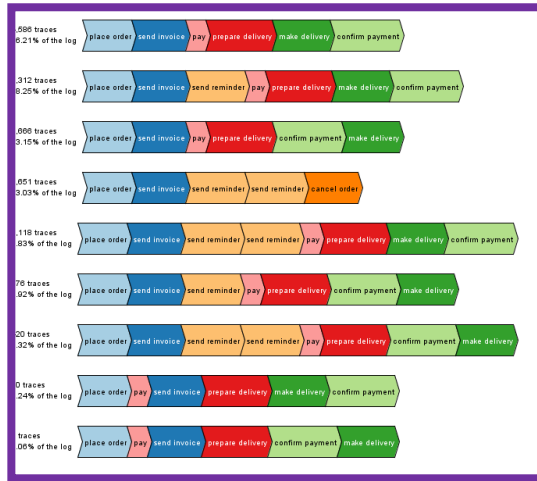 ,586 traces
6.21% of the log
place order send invoice pay prepare delivery make delivery confirm payment
,312 traces
8.25% of the log
place order send invoice send reminder pay prepare delivery make delivery confirm payment
,666 traces
3.15% of the log
place order send invoice pay prepare delivery confirm payment make delivery
,651 traces
3.03% of the log
place order send invoice send reminder send reminder cancel order
,118 traces
.83% of the log
place order send invoice send reminder send reminder pay prepare delivery make delivery confirm payment
76 traces
.92% of the log
place order send invoice send reminder pay prepare delivery confirm payment make delivery
20 traces
.32% of the log
place order send invoice send reminder send reminder pay prepare delivery confirm payment make delivery
0 traces
.24% of the log
place order pay send invoice prepare delivery make delivery confirm payment
traces
.06% of the log
place order pay send invoice prepare delivery confirm payment make delivery